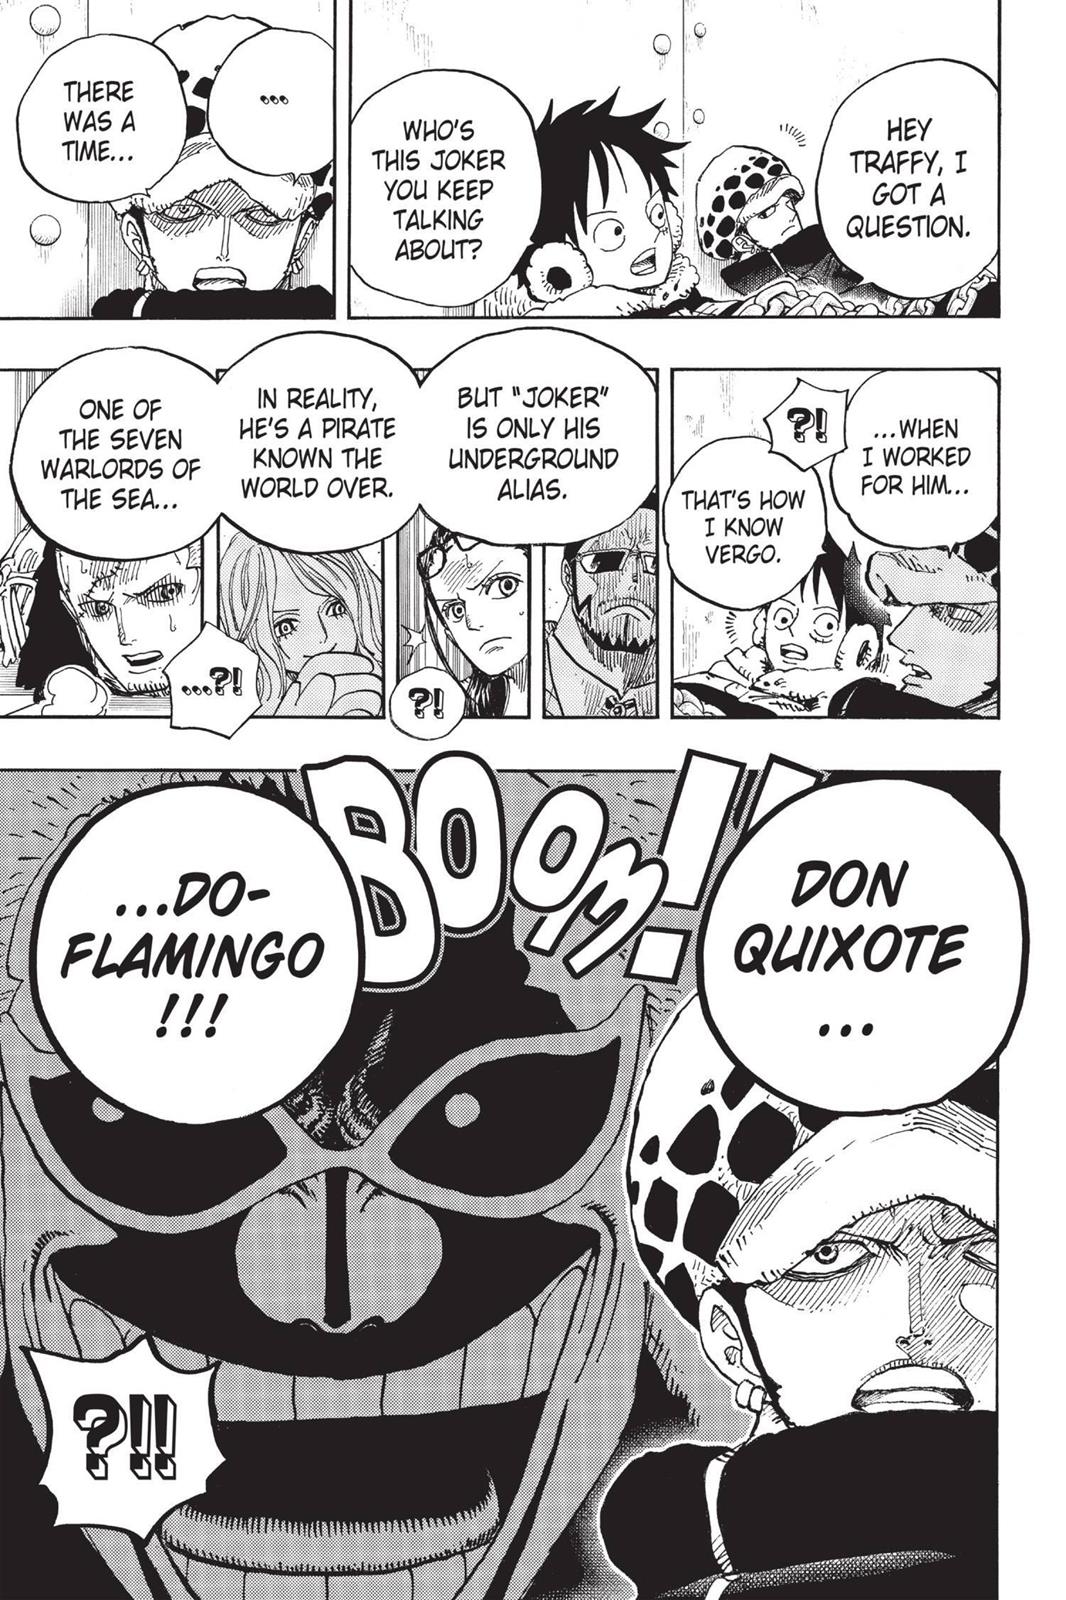 HEY
TRAFFY, I
GOT A
QUESTION.
WHO'S
THIS JOKER
YOU KEEP
TALKING
ABOUT?
...
THERE
WAS A
TIME...
...WHEN
I WORKED
FOR HIM...
?!
THAT'S HOW
I KNOW
VERGO.
BUT "JOKER"
IS ONLY HIS
UNDERGROUND
ALIAS.
?!
IN REALITY,
HE'S A PIRATE
KNOWN THE
WORLD OVER.
ONE OF
THE SEVEN
WARLORDS OF
THE SEA...
...?!
DON
QUIXOTE
...
BOOM!!
...DO-
FLAMINGO
!!!
?!!